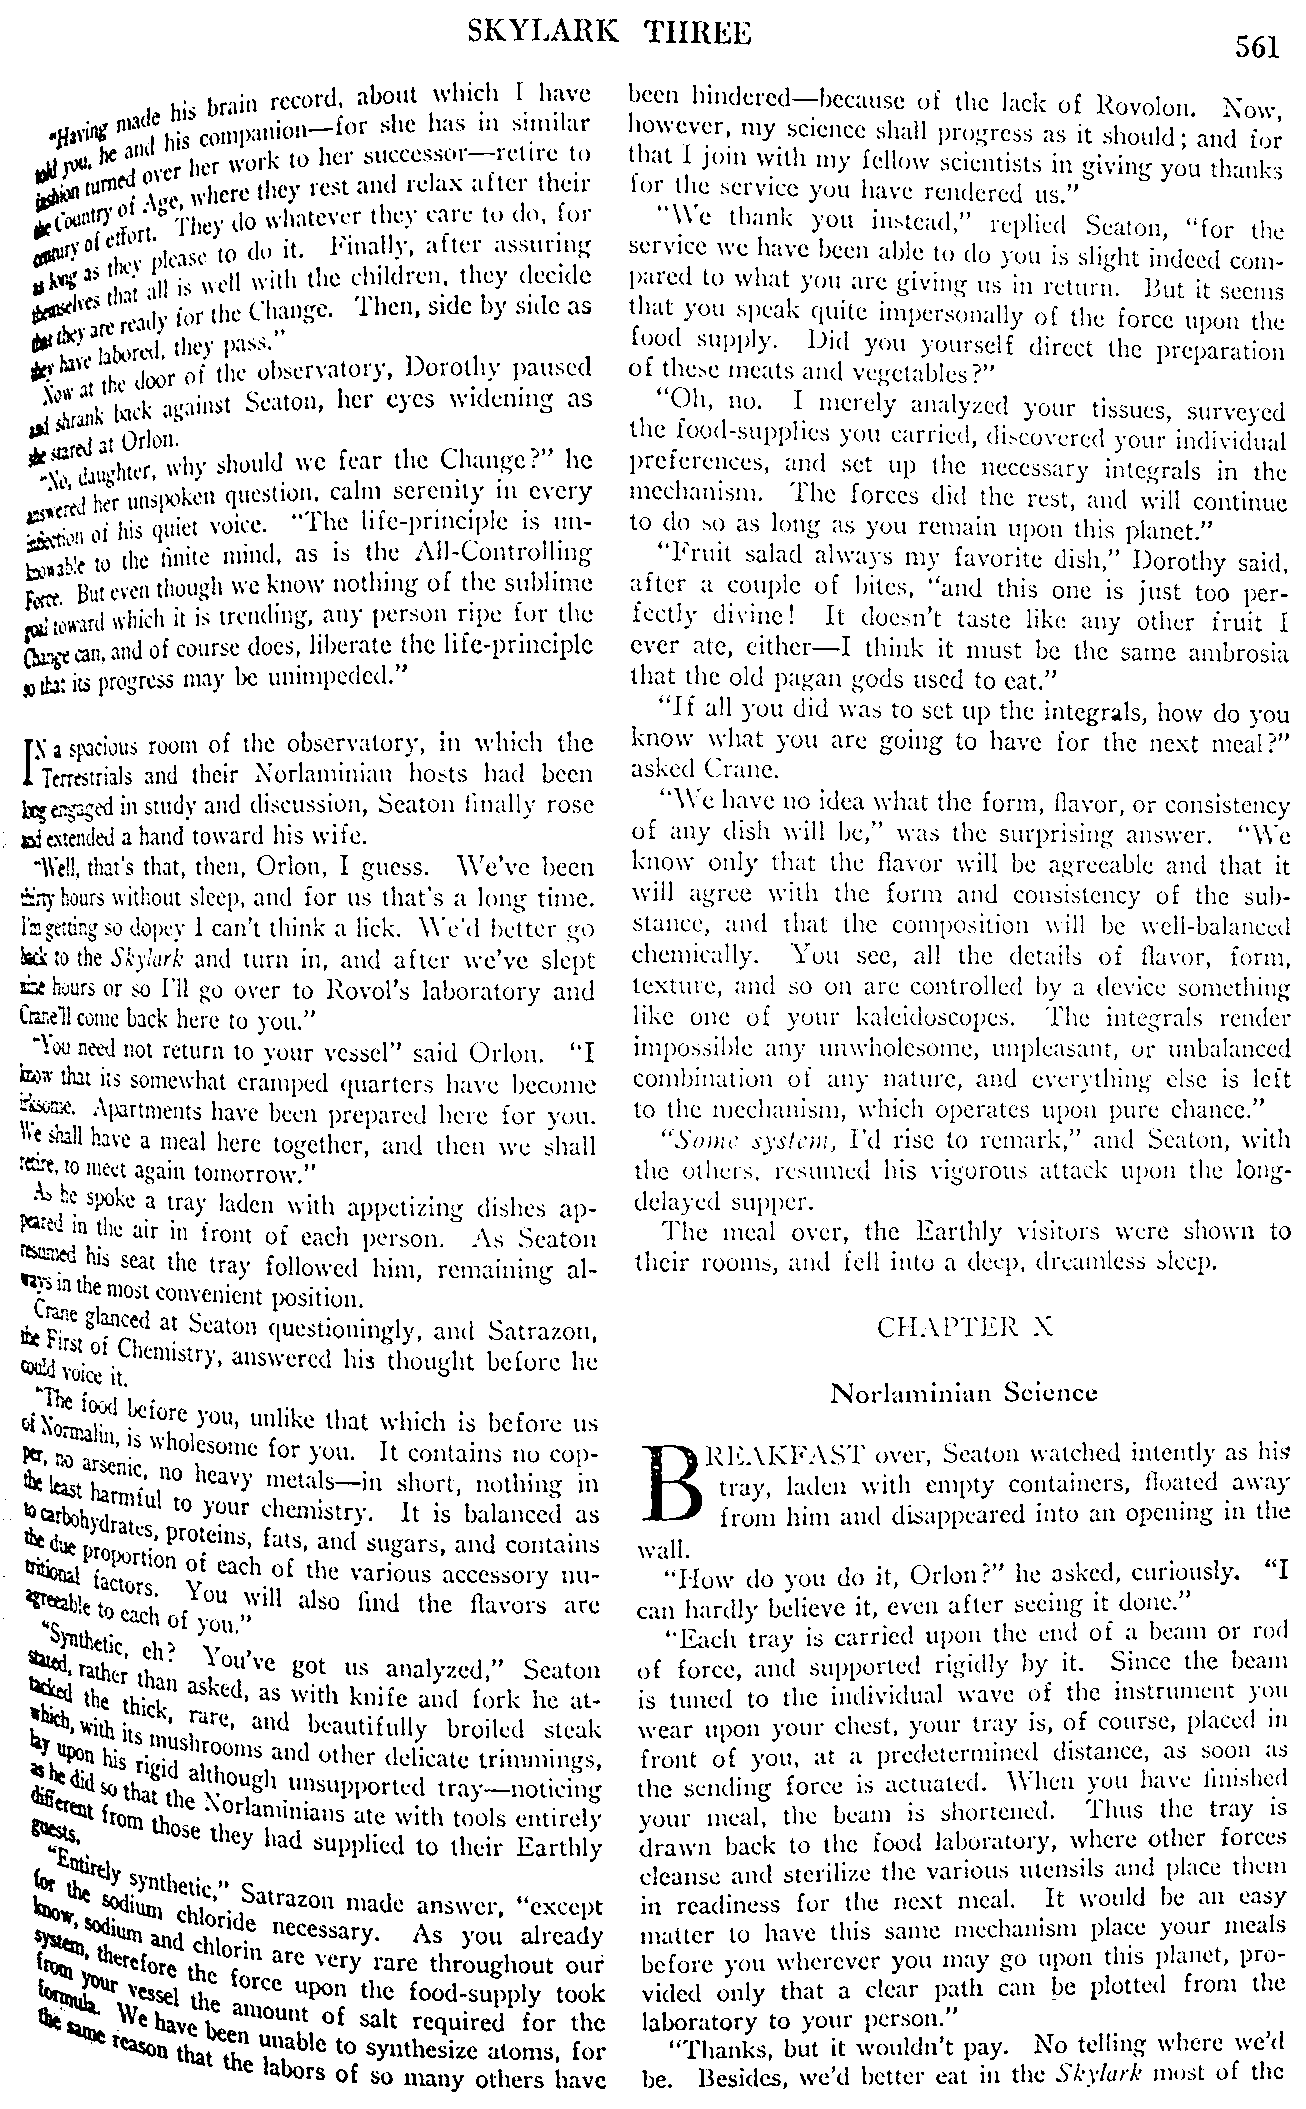 SKYLARK THREE
561
"Having made his brain record, about which I have
told you, he and his companion—for she has in similar
fashion turned over her work to her successor—retire to
the Country of Age, where they rest and relax after their
century of effort. They do whatever they care to do, for
as long as they please to do it. Finally, after assuring
themselves that all is well with the children, they decide
that they are ready for the Change. Then, side by side as
they have labored, they pass."
Now at the door of the observatory, Dorothy paused
and shrank back against Seaton, her eyes widening as
she stared at Orlon.
"No, daughter, why should we fear the Change?" he
answered her unspoken question, calm serenity in every
inflection of his quiet voice. "The life-principle is un-
knowable to the finite mind, as is the All-Controlling
Force. But even though we know nothing of the sublime
goal toward which it is trending, any person ripe for the
Change can, and of course does, liberate the life-principle
so that its progress may be unimpeded."
IN a spacious room of the observatory, in which the
Terrestrials and their Norlaminian hosts had been
long engaged in study and discussion, Seaton finally rose
and extended a hand toward his wife.
"Well, that's that, then, Orlon, I guess. We've been
thirty hours without sleep, and for us that's a long time.
I'm getting so dopey I can't think a lick. We'd better go
back to the Skylark and turn in, and after we've slept
nine hours or so I'll go over to Rovol's laboratory and
Crane'll come back here to you."
"You need not return to your vessel" said Orlon. "I
know that its somewhat cramped quarters have become
irksome. Apartments have been prepared here for you.
We shall have a meal here together, and then we shall
retire, to meet again tomorrow."
As he spoke a tray laden with appetizing dishes ap-
peared in the air in front of each person. As Seaton
resumed his seat the tray followed him, remaining al-
ways in the most convenient position.
Crane glanced at Seaton questioningly, and Satrazon,
the First of Chemistry, answered his thought before he
could voice it.
"The food before you, unlike that which is before us
of Normalin, is wholesome for you. It contains no cop-
per, no arsenic, no heavy metals—in short, nothing in
the least harmful to your chemistry. It is balanced as
to carbohydrates, proteins, fats, and sugars, and contains
the due proportion of each of the various accessory nu-
tritional factors. You will also find the flavors are
agreeable to each of you."
"Synthetic, eh? You've got us analyzed," Seaton
stated, rather than asked, as with knife and fork he at-
tacked the thick, rare, and beautifully broiled steak
which, with its mushrooms and other delicate trimmings,
lay upon his rigid although unsupported tray—noticing
as he did so that the Norlaminians ate with tools entirely
different from those they had supplied to their Earthly
guests.
"Entirely synthetic," Satrazon made answer, "except
for the sodium chloride necessary. As you already
know, sodium and chlorin are very rare throughout our
system, therefore the force upon the food-supply took
from your vessel the amount of salt required for the
formula. We have been unable to synthesize atoms, for
the same reason that the labors of so many others have
been hindered—because of the lack of Rovolon. Now,
however, my science shall progress as it should; and for
that I join with my fellow scientists in giving you thanks
for the service you have rendered us."
"We thank you instead," replied Seaton, "for the
service we have been able to do you is slight indeed com-
pared to what you are giving us in return. But it seems
that you speak quite impersonally of the force upon the
food supply. Did you yourself direct the preparation
of these meats and vegetables?"
"Oh, no. I merely analyzed your tissues, surveyed
the food-supplies you carried, discovered your individual
preferences, and set up the necessary integrals in the
mechanism. The forces did the rest, and will continue
to do so as long as you remain upon this planet."
"Fruit salad always my favorite dish," Dorothy said,
after a couple of bites, "and this one is just too per-
fectly divine! It doesn't taste like any other fruit I
ever ate, either—I think it must be the same ambrosia
that the old pagan gods used to eat."
"If all you did was to set up the integrals, how do you
know what you are going to have for the next meal?"
asked Crane.
"We have no idea what the form, flavor, or consistency
of any dish will be," was the surprising answer. "We
know only that the flavor will be agreeable and that it
will agree with the form and consistency of the sub-
stance, and that the composition will be well-balanced
chemically. You see, all the details of flavor, form,
texture, and so on are controlled by a device something
like one of your kaleidoscopes. The integrals render
impossible any unwholesome, unpleasant, or unbalanced
combination of any nature, and everything else is left
to the mechanism, which operates upon pure chance."
"Some system, I'd rise to remark," and Seaton, with
the others, resumed his vigorous attack upon the long-
delayed supper.
The meal over, the Earthly visitors were shown to
their rooms, and fell into a deep, dreamless sleep.
CHAPTER X
Norlaminian Science
BREAKFAST over, Seaton watched intently as his
tray, laden with empty containers, floated away
from him and disappeared into an opening in the
wall.
"How do you do it, Orlon?" he asked, curiously. "I
can hardly believe it, even after seeing it done."
"Each tray is carried upon the end of a beam or rod
of force, and supported rigidly by it. Since the beam
is tuned to the individual wave of the instrument you
wear upon your chest, your tray is, of course, placed in
front of you, at a predetermined distance, as soon as
the sending force is actuated. When you have finished
your meal, the beam is shortened. Thus the tray is
drawn back to the food laboratory, where other forces
cleanse and sterilize the various utensils and place them
in readiness for the next meal. It would be an easy
matter to have this same mechanism place your meals
before you wherever you may go upon this planet, pro-
vided only that a clear path can be plotted from the
laboratory to your person."
"Thanks, but it wouldn't pay. No telling where we'd
be. Besides, we'd better eat in the Skylark most of the